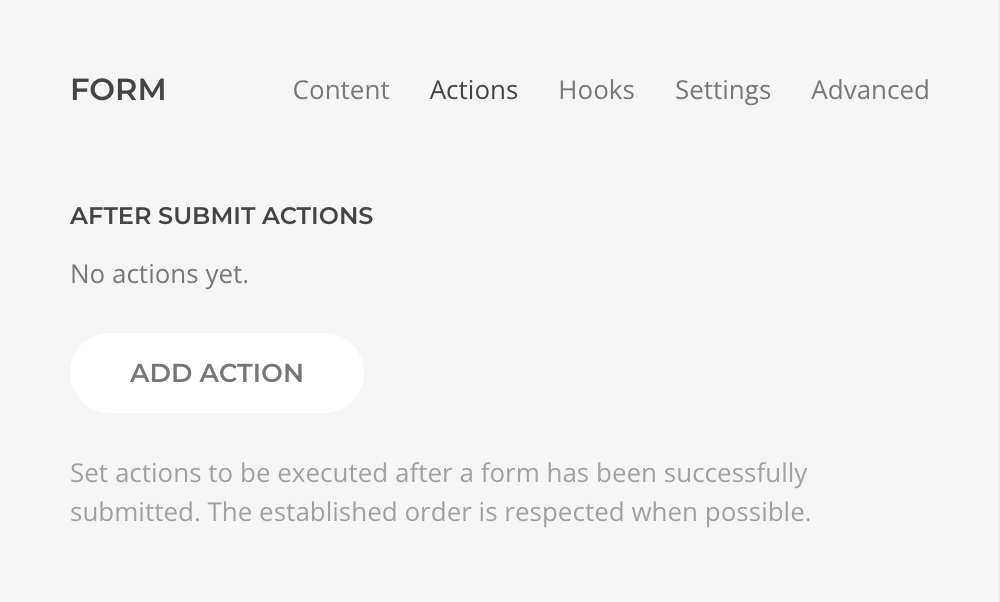 FORM Content Actions Hooks Settings Advanced
AFTER SUBMIT ACTIONS
No actions yet.
ADD ACTION
Set actions to be executed after a form has been successfully
submitted. The established order is respected when possible.